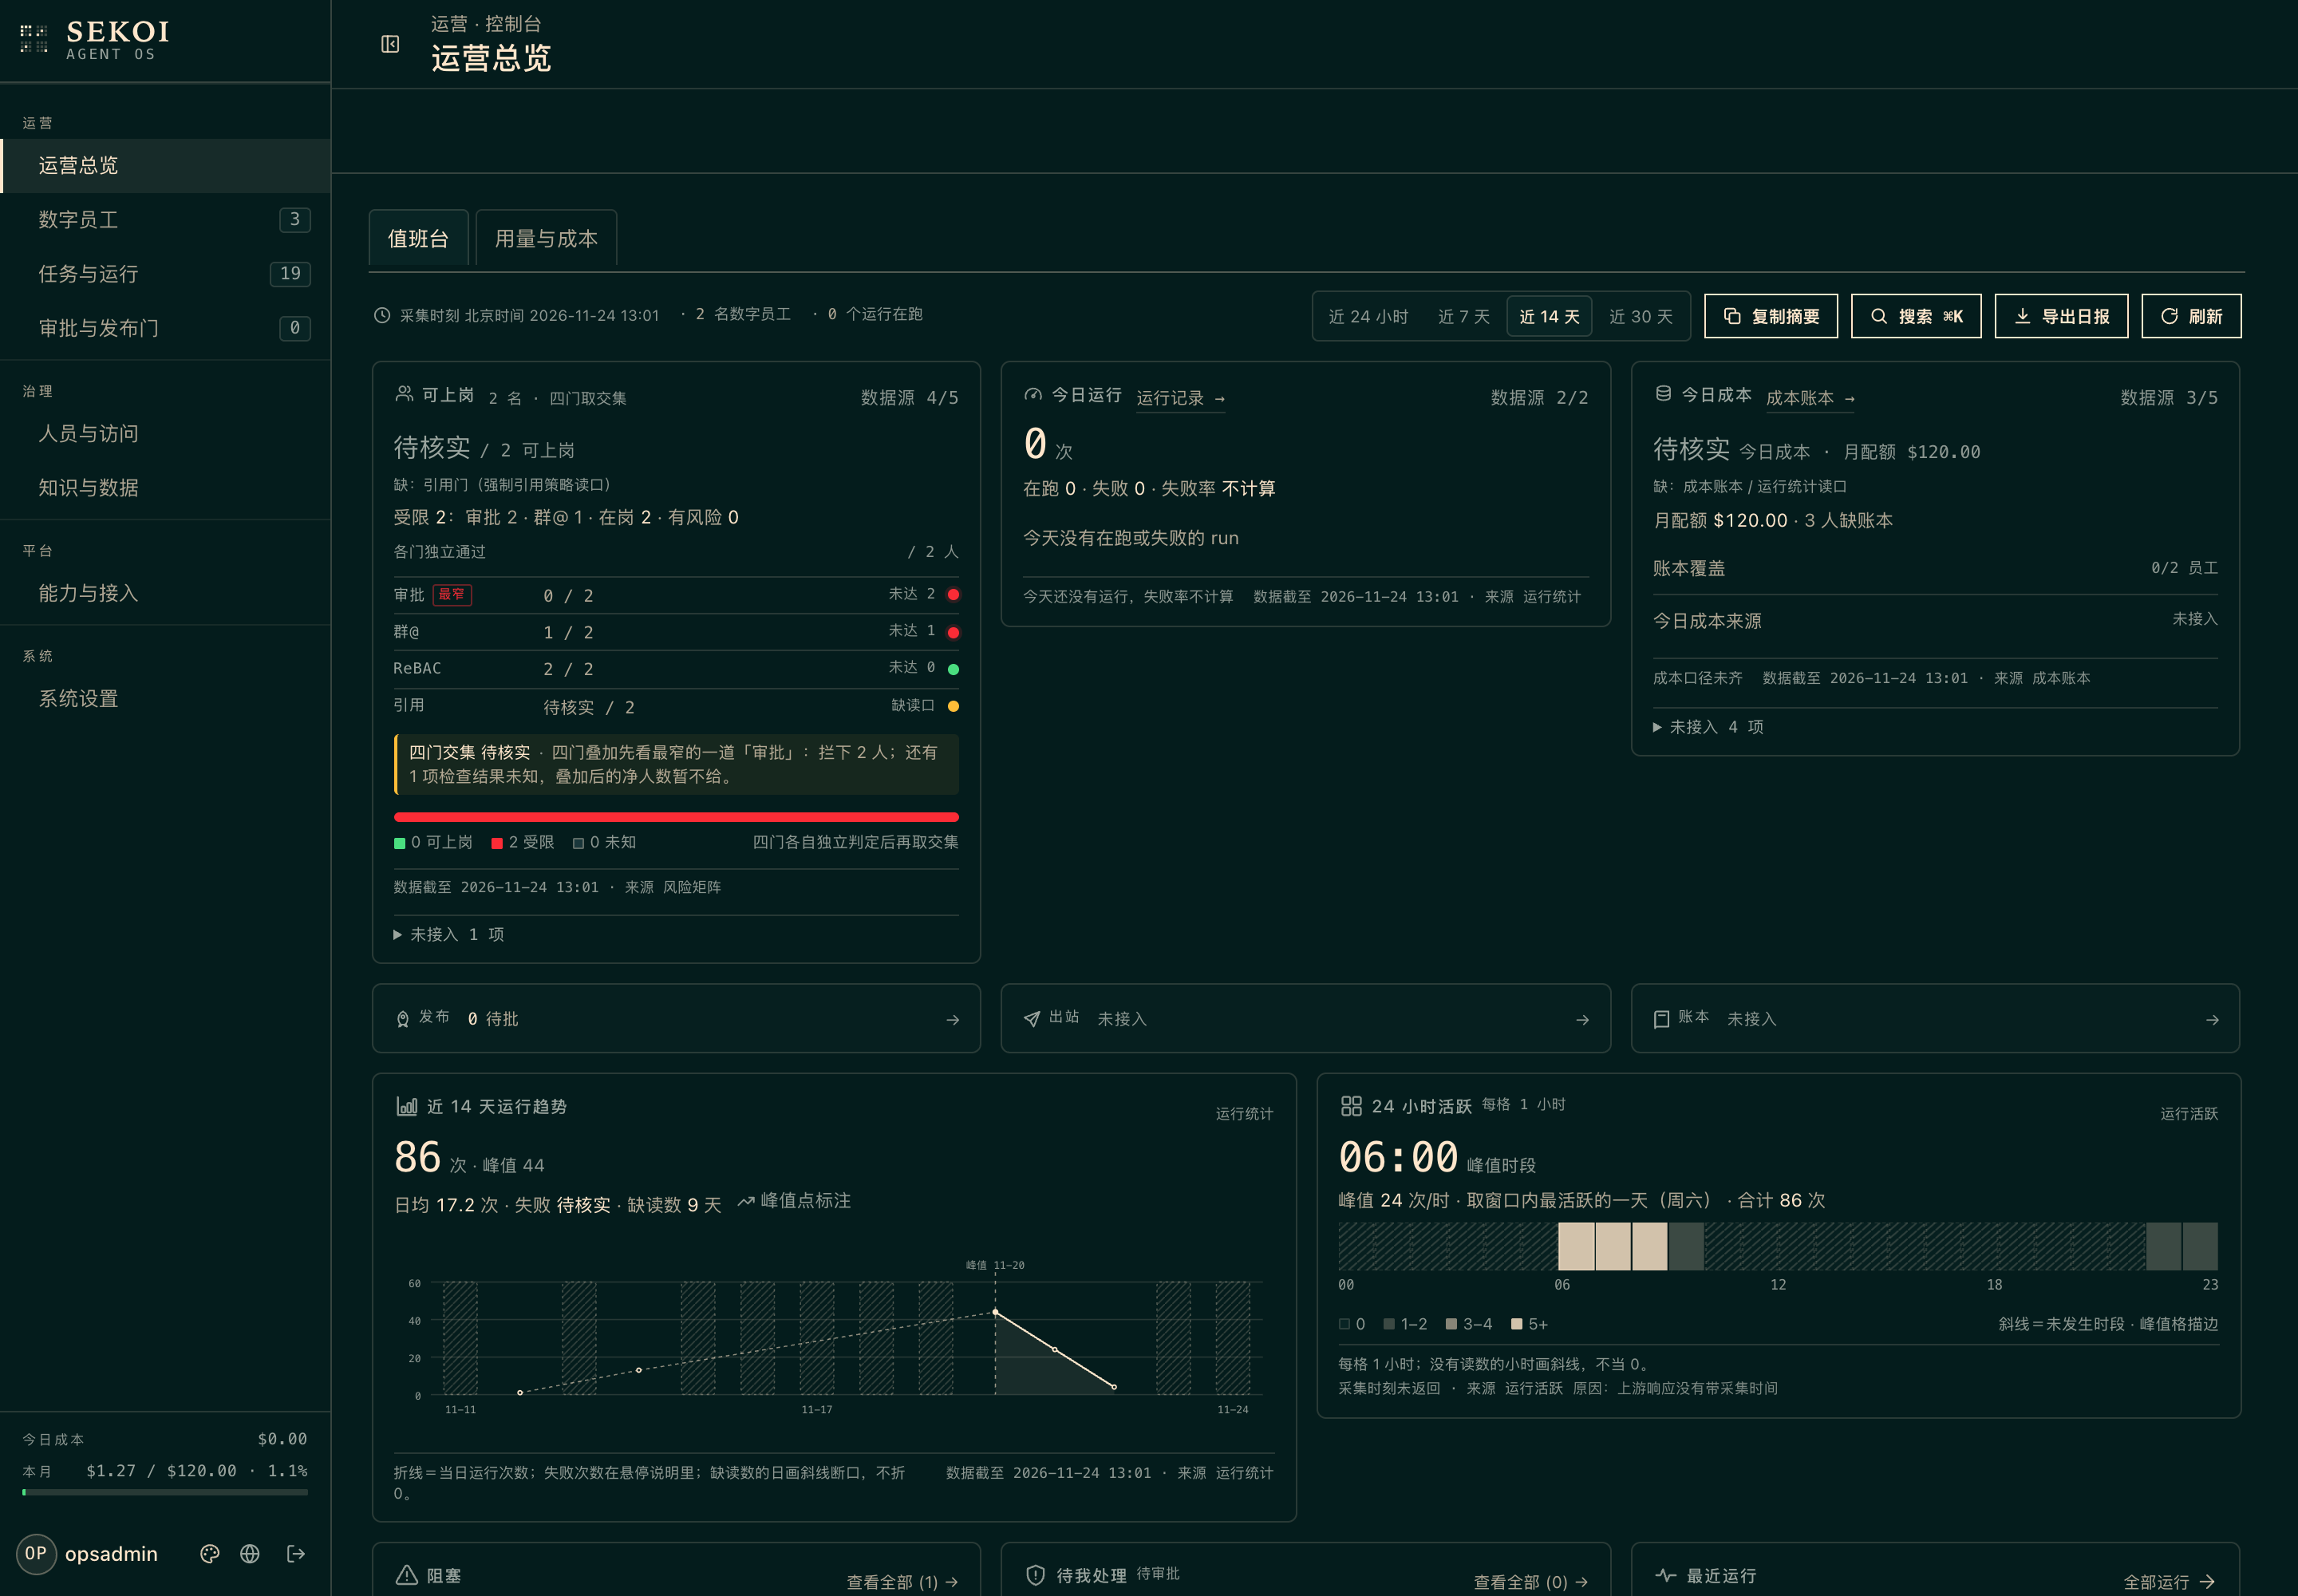 SEKOI
AGENT OS
运营
运营总览
数字员工 3
任务与运行 19
审批与发布门 0
治理
人员与访问
知识与数据
平台
能力与接入
系统
系统设置
今日成本 $0.00
本月 $1.27 / $120.00 · 1.1%
OP opsadmin
运营 · 控制台
运营总览
值班台 用量与成本
采集时刻 北京时间 2026-11-24 13:01 · 2 名数字员工 · 0 个运行在跑
近 24 小时 近 7 天 近 14 天 近 30 天 复制摘要 搜索 ⌘K 导出日报 刷新
可上岗 2 名 · 四门取交集 数据源 4/5
待核实 / 2 可上岗
缺：引用门（强制引用策略读口）
受限 2：审批 2 · 群@ 1 · 在岗 2 · 有风险 0
各门独立通过 / 2 人
审批 最窄 0 / 2 未达 2
群@ 1 / 2 未达 1
ReBAC 2 / 2 未达 0
引用 待核实 / 2 缺读口
四门交集 待核实 · 四门叠加先看最窄的一道「审批」：拦下 2 人；还有
1 项检查结果未知，叠加后的净人数暂不给。
0 可上岗 2 受限 0 未知 四门各自独立判定后再取交集
数据截至 2026-11-24 13:01 · 来源 风险矩阵
▶ 未接入 1 项
今日运行 运行记录 → 数据源 2/2
0 次
在跑 0 · 失败 0 · 失败率 不计算
今天没有在跑或失败的 run
今天还没有运行，失败率不计算 数据截至 2026-11-24 13:01 · 来源 运行统计
今日成本 成本账本 → 数据源 3/5
待核实 今日成本 · 月配额 $120.00
缺：成本账本 / 运行统计读口
月配额 $120.00 · 3 人缺账本
账本覆盖 0/2 员工
今日成本来源 未接入
成本口径未齐 数据截至 2026-11-24 13:01 · 来源 成本账本
▶ 未接入 4 项
发布 0 待批 →
出站 未接入 →
账本 未接入 →
近 14 天运行趋势 运行统计
86 次 · 峰值 44
日均 17.2 次 · 失败 待核实 · 缺读数 9 天 峰值点标注
峰值 11-20
60
40
20
0
11-11 11-17 11-24
折线＝当日运行次数；失败次数在悬停说明里；缺读数的日画斜线断口，不折
0。
数据截至 2026-11-24 13:01 · 来源 运行统计
24 小时活跃 每格 1 小时 运行活跃
06:00 峰值时段
峰值 24 次/时 · 取窗口内最活跃的一天（周六） · 合计 86 次
00 06 12 18 23
0 1–2 3–4 5+ 斜线＝未发生时段 · 峰值格描边
每格 1 小时；没有读数的小时画斜线，不当 0。
采集时刻未返回 · 来源 运行活跃 原因：上游响应没有带采集时间
阻塞 查看全部 (1) →
待我处理 待审批 查看全部 (0) →
最近运行 全部运行 →